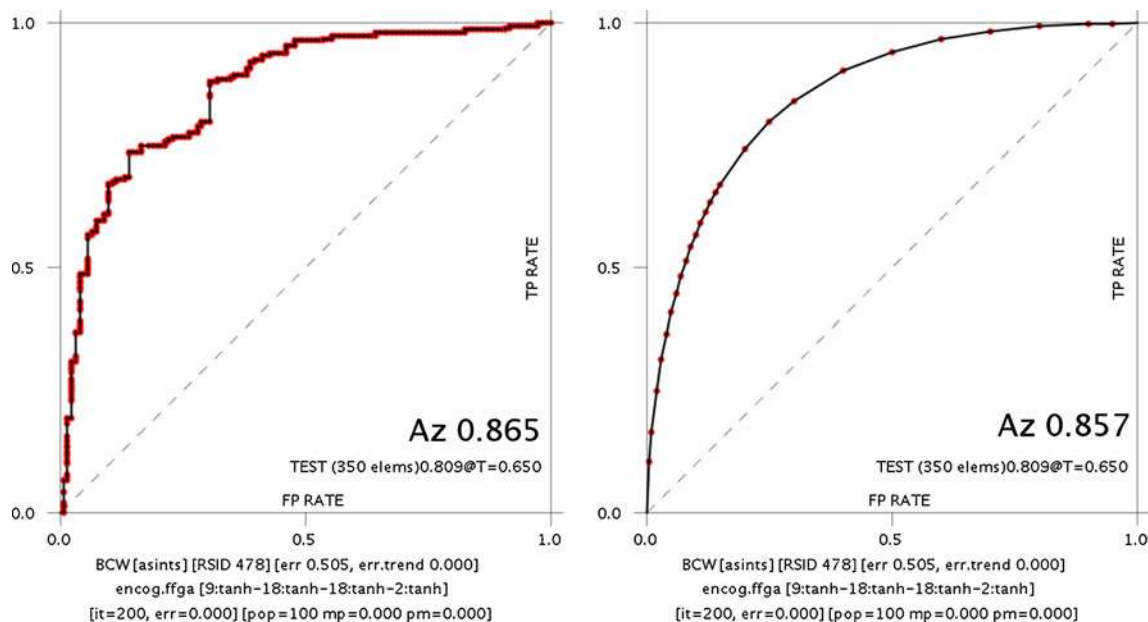 1.0
0.5
TP RATE
Az 0.865
TEST (350 elems)0.809@T=0.650
FP RATE
0.0
0.0 0.5 1.0
BCW [asints] [RSID 478] [err 0.505, err.trend 0.000]
encog.ffga [9:tanh-18:tanh-18:tanh-2:tanh]
[it=200, err=0.000] [pop=100 mp=0.000 pm=0.000]
1.0
0.5
TP RATE
Az 0.857
TEST (350 elems)0.809@T=0.650
FP RATE
0.0
0.0 0.5 1.0
BCW [asints] [RSID 478] [err 0.505, err.trend 0.000]
encog.ffga [9:tanh-18:tanh-18:tanh-2:tanh]
[it=200, err=0.000] [pop=100 mp=0.000 pm=0.000]